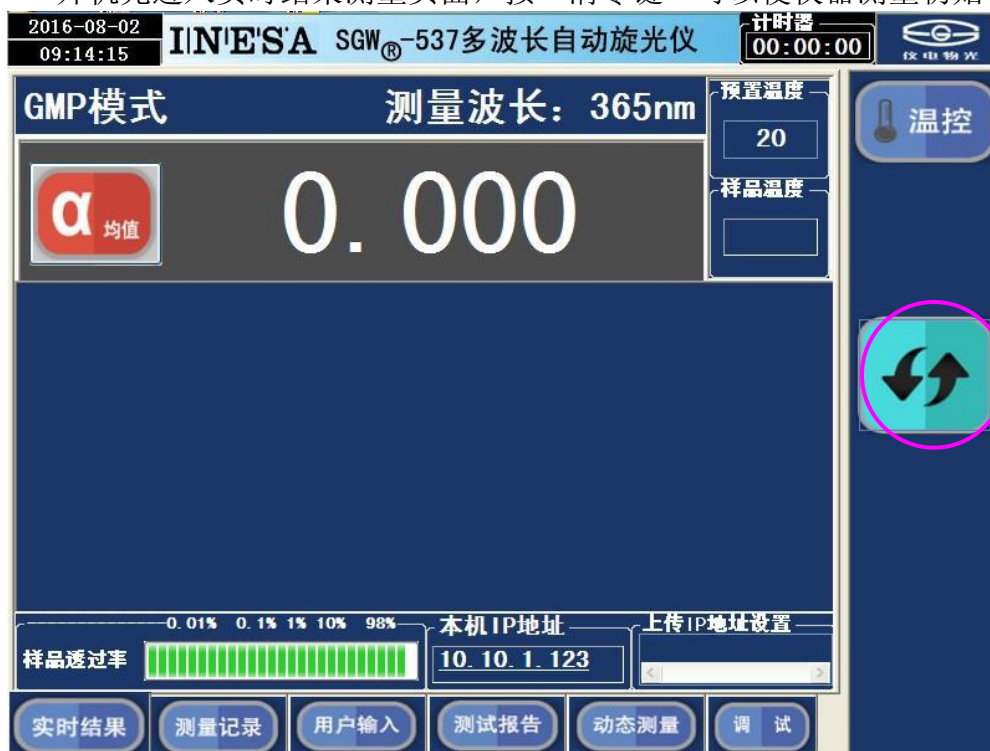 2016-08-02
09:14:15
INESA SGW®-537多波长自动旋光仪
计时器
00:00:00
仪电物光
GMP模式
测量波长: 365nm
预置温度
20
温控
α 均值
0.000
样品温度
0.01% 0.1% 1% 10% 98%
样品透过率
本机IP地址
10.10.1.123
上传IP地址设置
实时结果
测量记录
用户输入
测试报告
动态测量
调 试